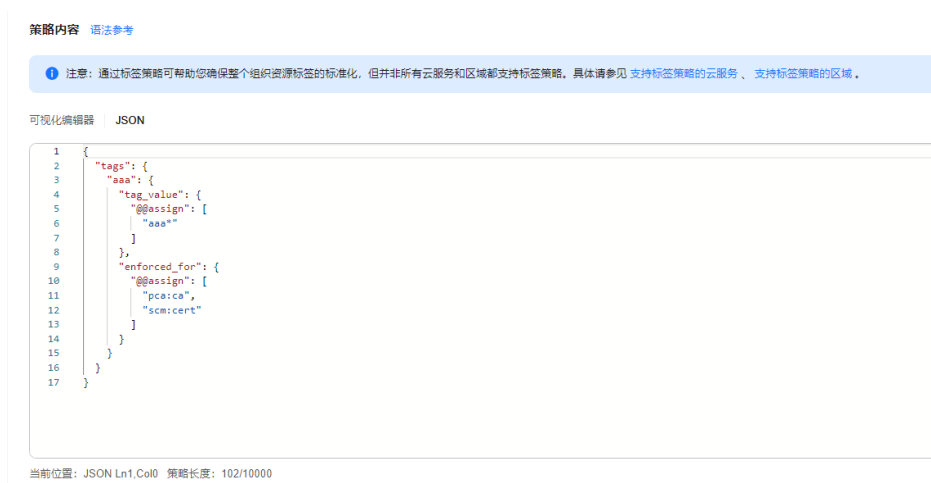 策略内容 语法参考
注意：通过标签策略可帮助您确保整个组织资源标签的标准化，但并非所有云服务和区域都支持标签策略。具体请参见 支持标签策略的云服务 、 支持标签策略的区域 。
可视化编辑器 JSON
1 {
2 "tags": {
3 "aaa": {
4 "tag_value": {
5 "@@assign": [
6 "aaa*"
7 ]
8 },
9 "enforced_for": {
10 "@@assign": [
11 "pca:ca",
12 "scm:cert"
13 ]
14 }
15 }
16 }
17 }
当前位置：JSON Ln1,Col0 策略长度：102/10000